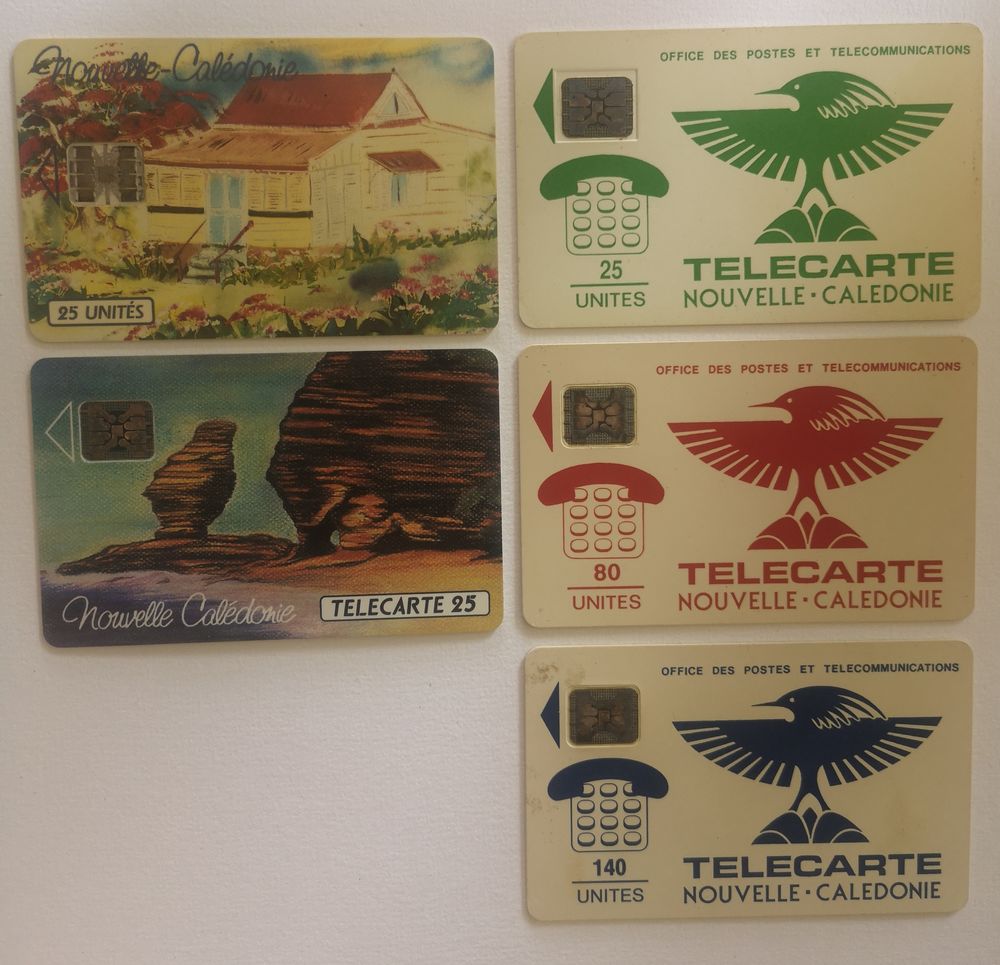 Nouvelle-Calédonie
25 UNITÉS
Nouvelle Calédonie
TELECARTE 25
OFFICE DES POSTES ET TELECOMMUNICATIONS
25
UNITES
TELECARTE
NOUVELLE·CALEDONIE
OFFICE DES POSTES ET TELECOMMUNICATIONS
80
UNITES
TELECARTE
NOUVELLE·CALEDONIE
OFFICE DES POSTES ET TELECOMMUNICATIONS
140
UNITES
TELECARTE
NOUVELLE·CALEDONIE